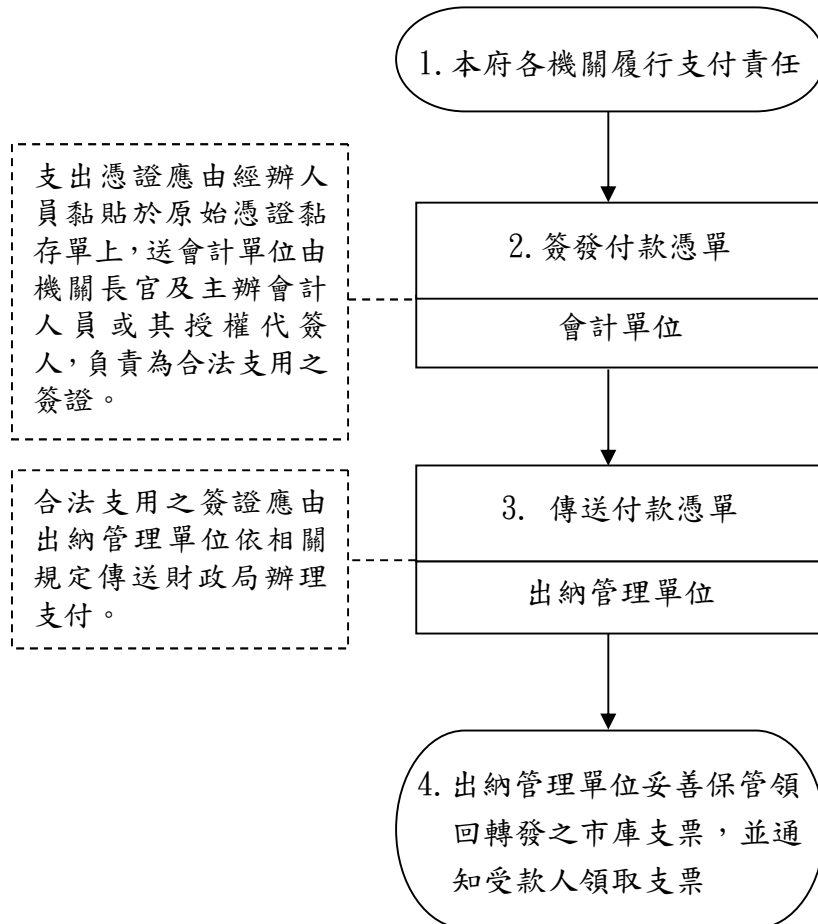 1.本府各機關履行支付責任
支出憑證應由經辦人
員黏貼於原始憑證黏
存單上，送會計單位由
機關長官及主辦會計
人員或其授權代簽
人，負責為合法支用之
簽證。
2.簽發付款憑單
會計單位
合法支用之簽證應由
出納管理單位依相關
規定傳送財政局辦理
支付。
3. 傳送付款憑單
出納管理單位
4.出納管理單位妥善保管領
回轉發之市庫支票，並通
知受款人領取支票